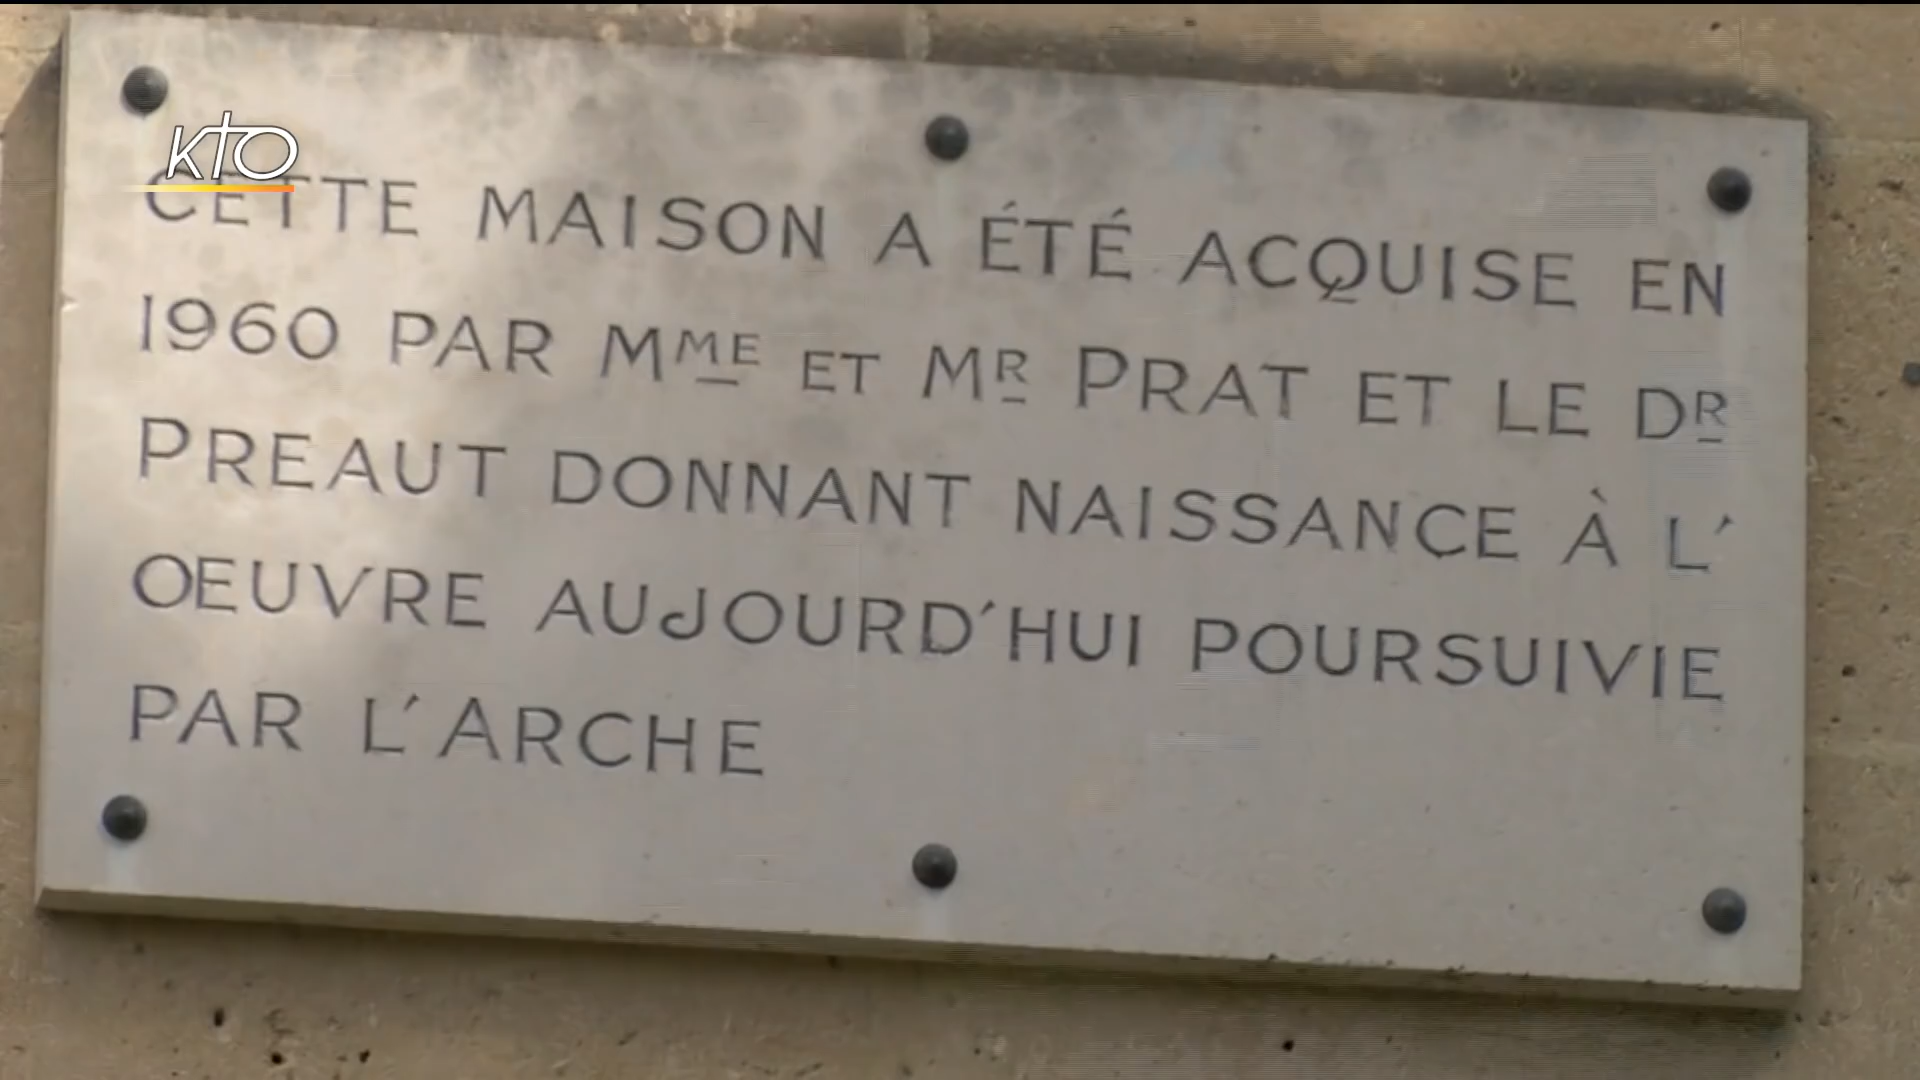 KTO
CETTE MAISON A ÉTÉ ACQUISE EN
1960 PAR MME ET MR PRAT ET LE DR
PREAUT DONNANT NAISSANCE À L'
OEUVRE AUJOURD'HUI POURSUIVIE
PAR L'ARCHE